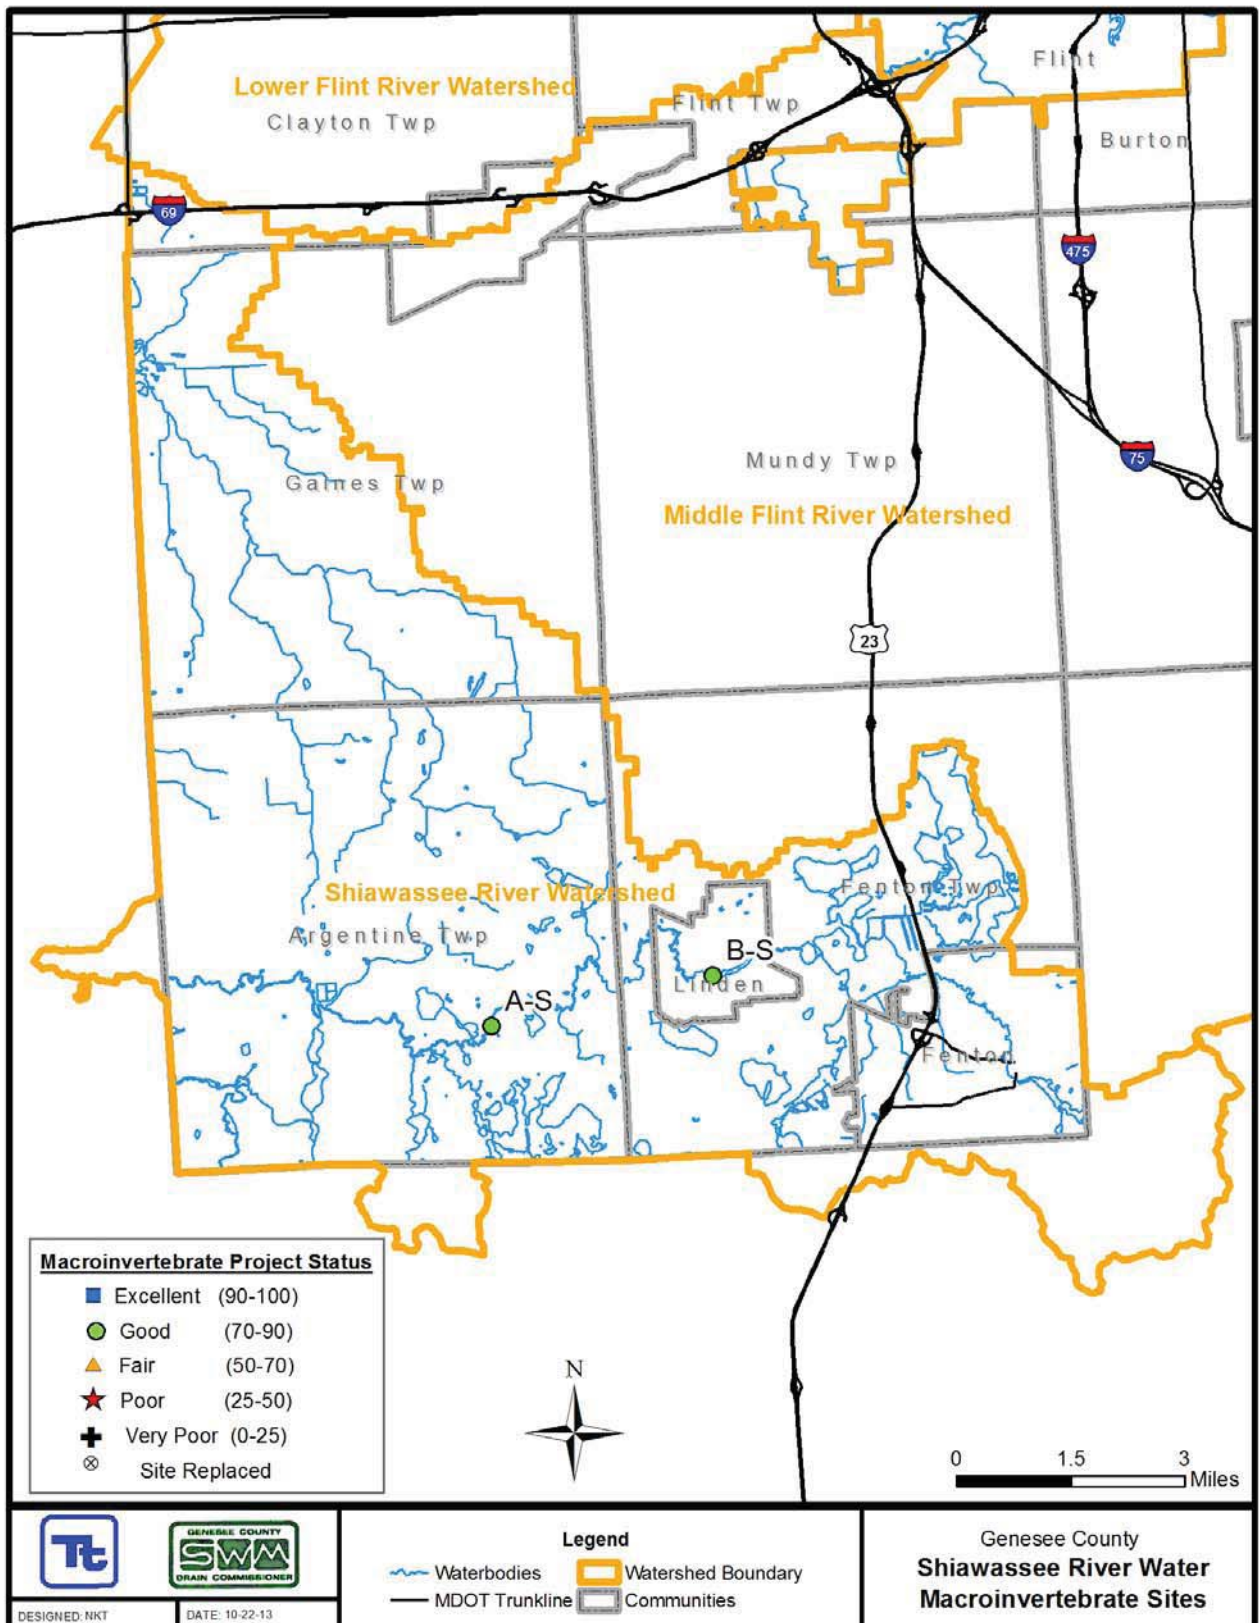 Lower Flint River Watershed
Clayton Twp
Flint Twp
Flint
Burton
69
475
Gaines Twp
Mundy Twp
75
Middle Flint River Watershed
23
Shiawassee River Watershed
Fenton Twp
Argentine Twp
B-S
Linden
A-S
Fenton
Macroinvertebrate Project Status
Excellent (90-100)
Good (70-90)
Fair (50-70)
Poor (25-50)
Very Poor (0-25)
Site Replaced
N
0 1.5 3
Miles
Tt
GENESEE COUNTY
SWM
DRAIN COMMISSIONER
DESIGNED: NKT
DATE: 10-22-13
Legend
Waterbodies
Watershed Boundary
MDOT Trunkline
Communities
Genesee County
Shiawassee River Water
Macroinvertebrate Sites